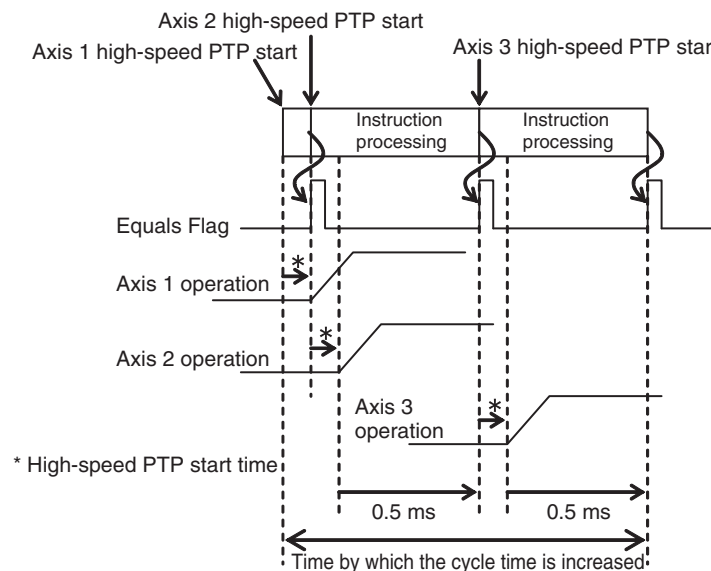 Axis 2 high-speed PTP start
Axis 1 high-speed PTP start
Axis 3 high-speed PTP start
Instruction
processing
Instruction
processing
Equals Flag
*
Axis 1 operation
*
Axis 2 operation
Axis 3
operation
*
* High-speed PTP start time
0.5 ms
0.5 ms
Time by which the cycle time is increased